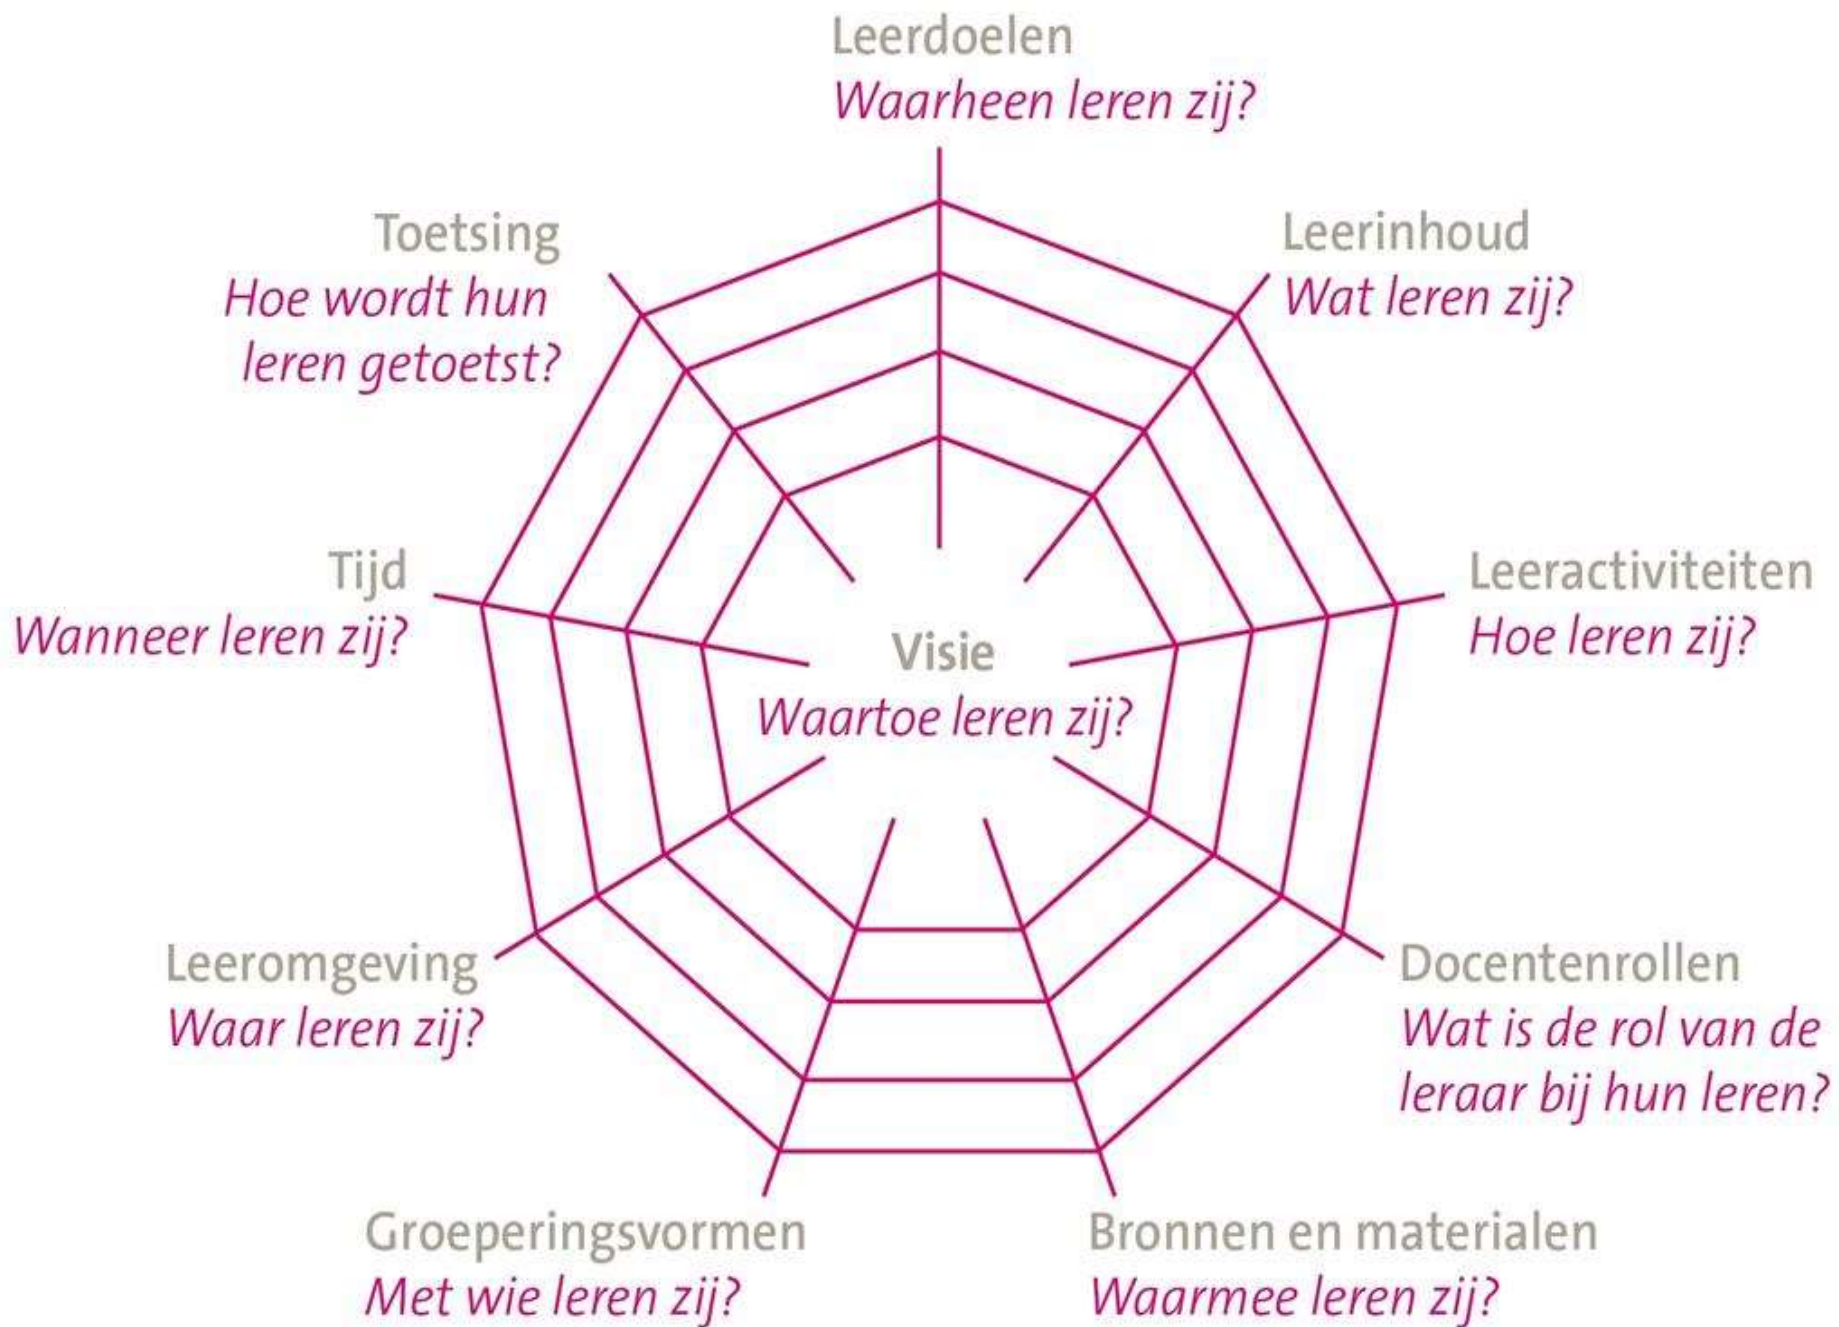 Leerdoelen
Waarheen leren zij?
Leerinhoud
Wat leren zij?
Leeractiviteiten
Hoe leren zij?
Docentenrollen
Wat is de rol van de
leraar bij hun leren?
Bronnen en materialen
Waarmee leren zij?
Groeperingsvormen
Met wie leren zij?
Leeromgeving
Waar leren zij?
Tijd
Wanneer leren zij?
Toetsing
Hoe wordt hun
leren getoetst?
Visie
Waartoe leren zij?